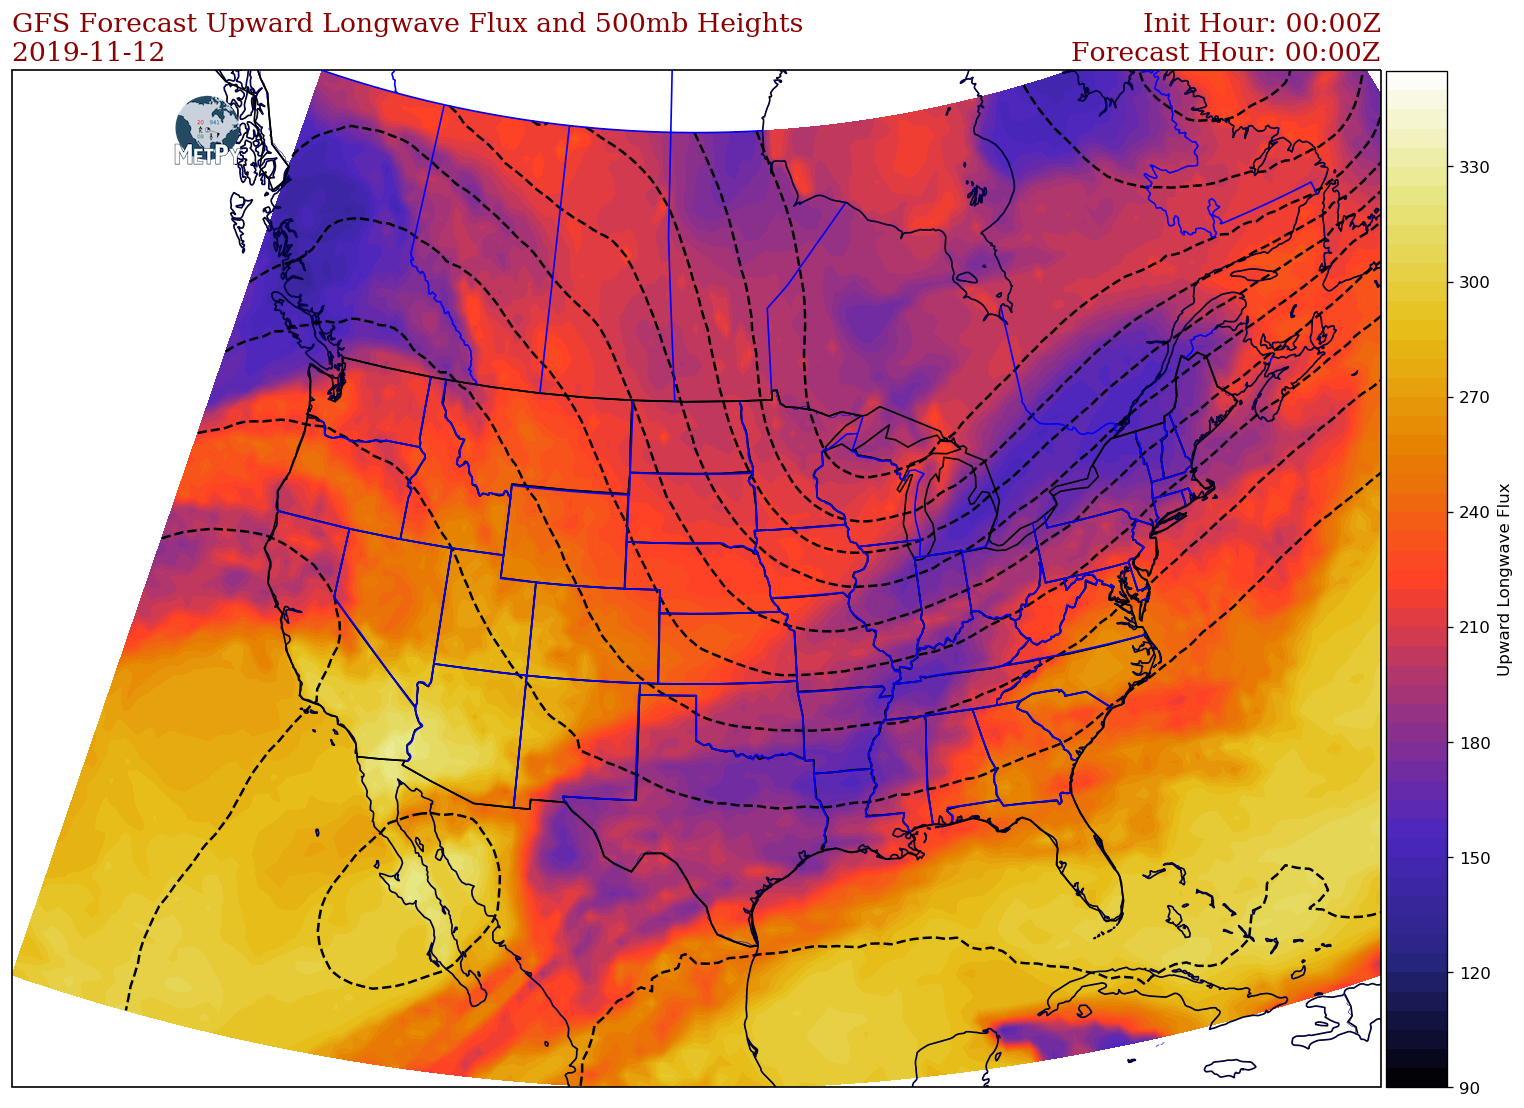 GFS Forecast Upward Longwave Flux and 500mb Heights
2019-11-12
Init Hour: 00:00Z
Forecast Hour: 00:00Z
METPY
330
300
270
240
210
180
150
120
90
Upward Longwave Flux